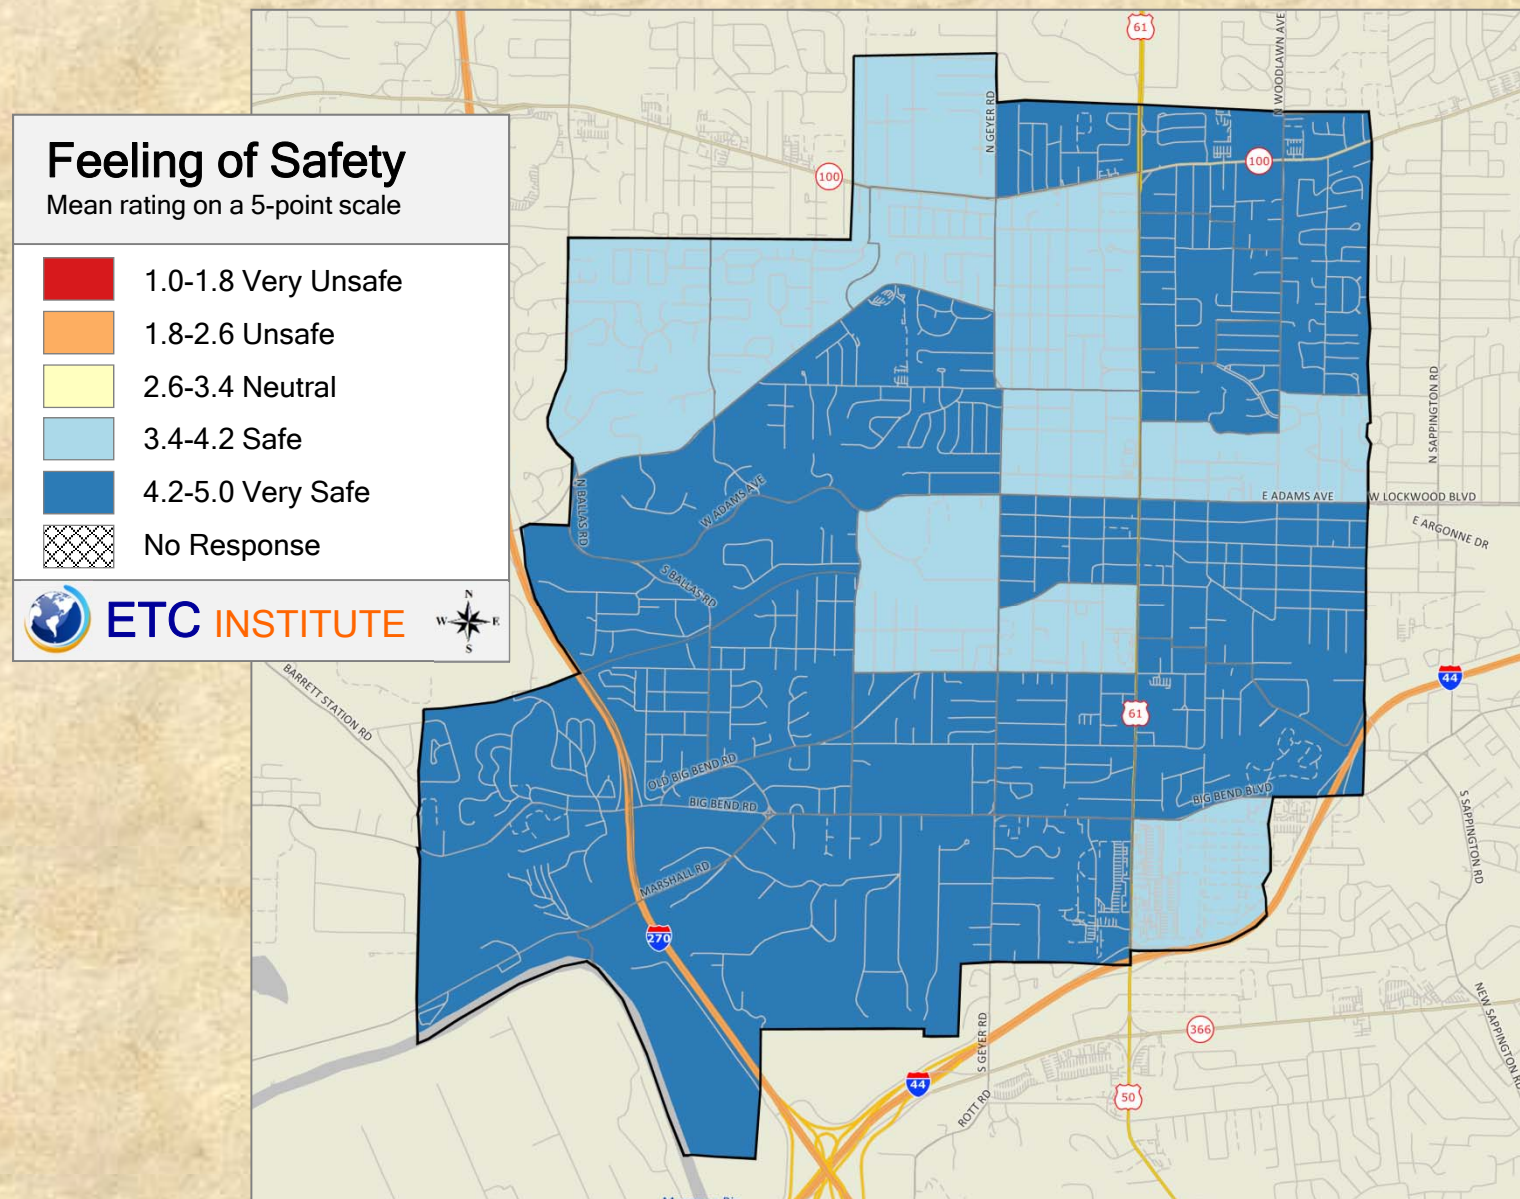 Feeling of Safety
Mean rating on a 5-point scale
1.0-1.8 Very Unsafe
1.8-2.6 Unsafe
2.6-3.4 Neutral
3.4-4.2 Safe
4.2-5.0 Very Safe
No Response
ETC INSTITUTE
N
W E
S
61
N WOODLAWN AVE
N GEYER RD
100
100
N SAPPINGTON RD
N BALLAS RD
W ADAMS AVE
E ADAMS AVE
W LOCKWOOD BLVD
E ARGONNE DR
S BALLAS RD
BARRETT STATION RD
44
61
OLD BIG BEND RD
BIG BEND RD
BIG BEND BLVD
S SAPPINGTON RD
MARSHALL RD
270
NEW SAPPINGTON RD
S GEYER RD
366
44
50
ROTT RD